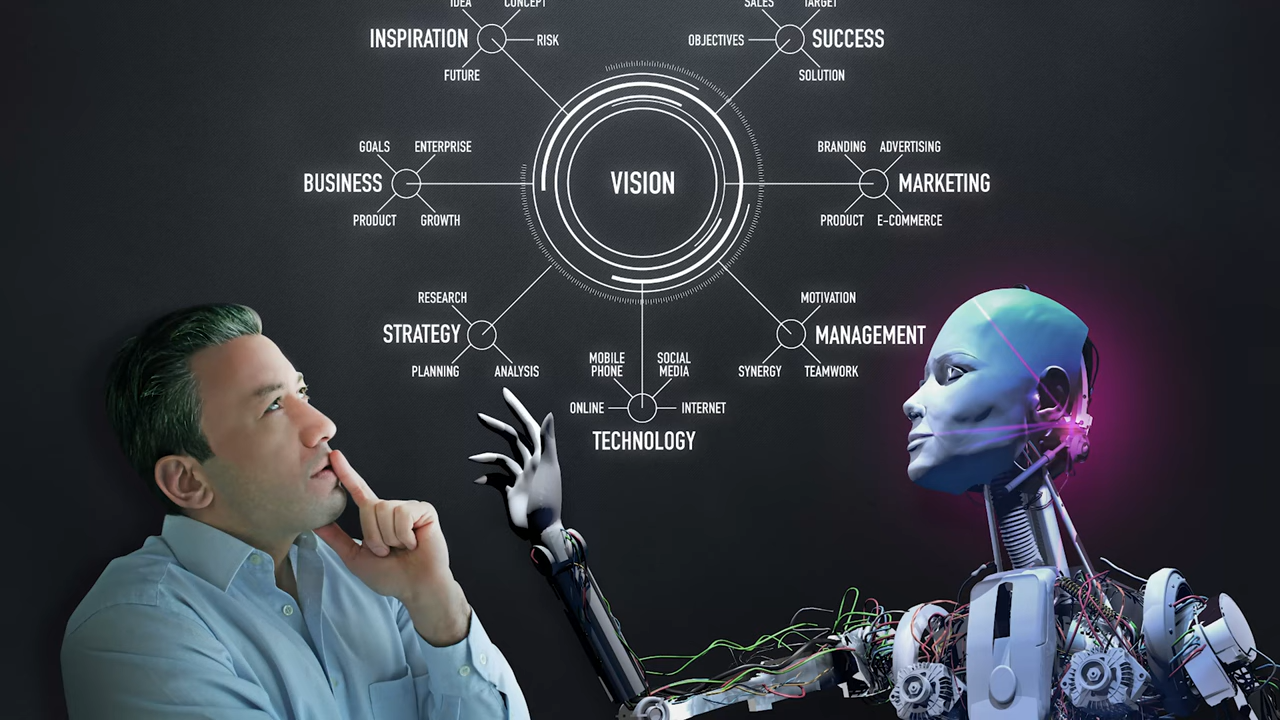 IDEA
CONCEPT
INSPIRATION
RISK
FUTURE
SALES
TARGET
OBJECTIVES
SUCCESS
SOLUTION
VISION
GOALS
ENTERPRISE
BUSINESS
PRODUCT
GROWTH
BRANDING
ADVERTISING
MARKETING
PRODUCT
E-COMMERCE
RESEARCH
STRATEGY
PLANNING
ANALYSIS
MOTIVATION
MANAGEMENT
SYNERGY
TEAMWORK
MOBILE
PHONE
SOCIAL
MEDIA
ONLINE
INTERNET
TECHNOLOGY